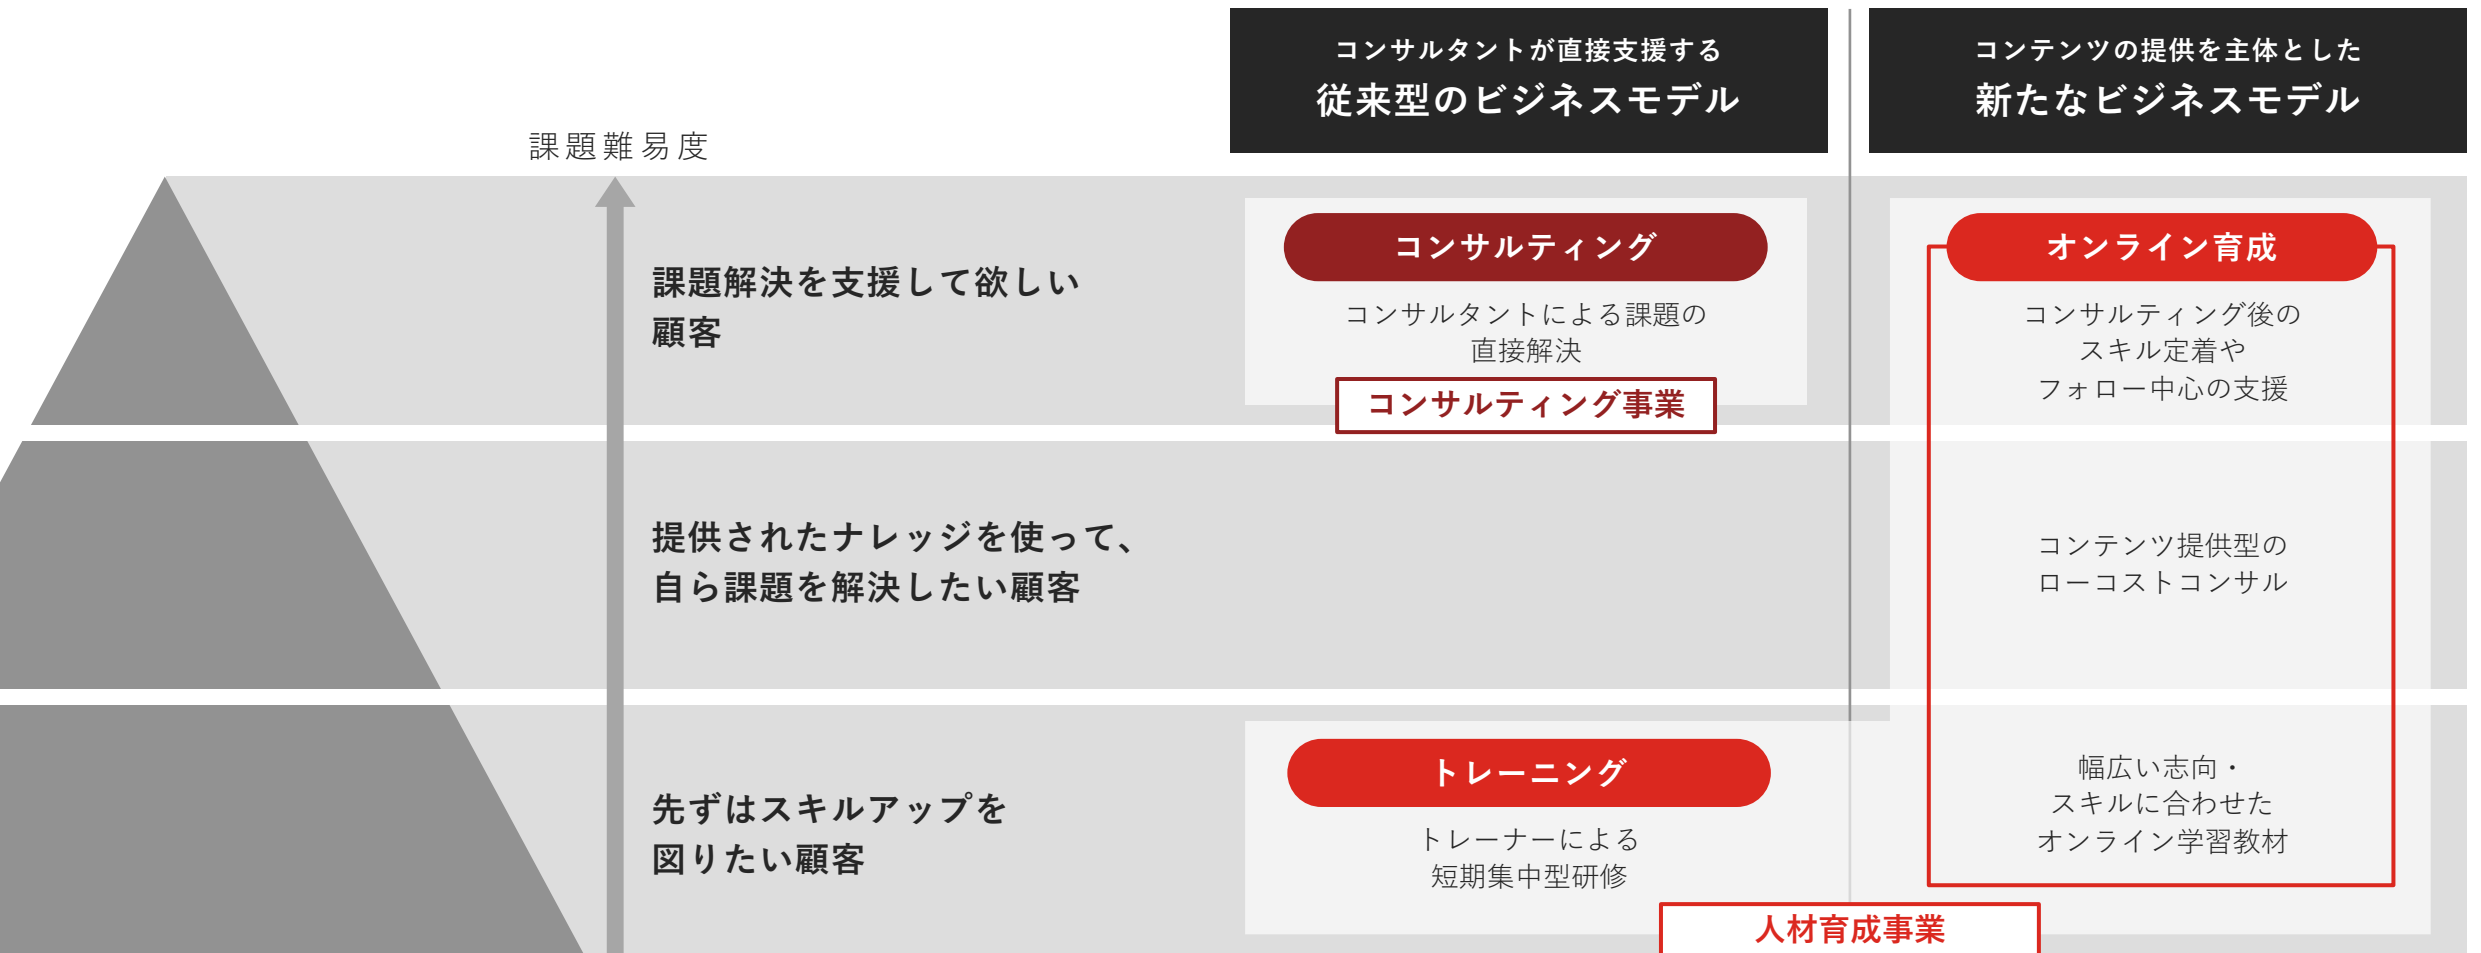 コンサルタントが直接支援する
従来型のビジネスモデル
コンテンツの提供を主体とした
新たなビジネスモデル
課題難易度
課題解決を支援して欲しい
顧客
コンサルティング
コンサルタントによる課題の
直接解決
コンサルティング事業
オンライン育成
コンサルティング後の
スキル定着や
フォロー中心の支援
提供されたナレッジを使って、
自ら課題を解決したい顧客
コンテンツ提供型の
ローコストコンサル
先ずはスキルアップを
図りたい顧客
トレーニング
トレーナーによる
短期集中型研修
幅広い志向・
スキルに合わせた
オンライン学習教材
人材育成事業